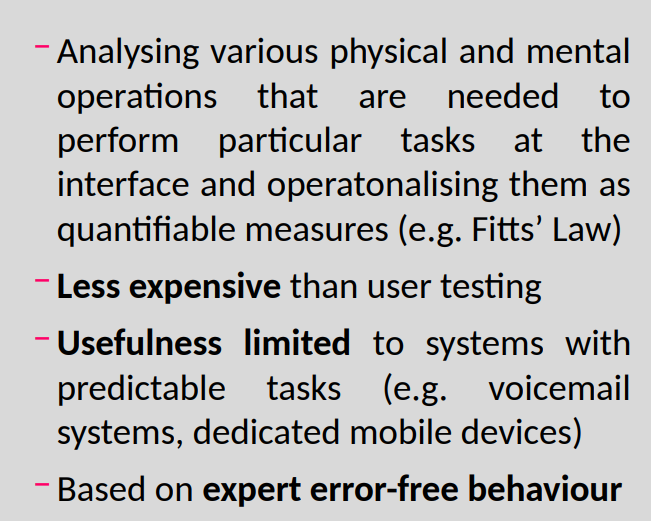 – Analysing various physical and mental
operations that are needed to
perform particular tasks at the
interface and operatonalising them as
quantifiable measures (e.g. Fitts’ Law)
– Less expensive than user testing
– Usefulness limited to systems with
predictable tasks (e.g. voicemail
systems, dedicated mobile devices)
– Based on expert error-free behaviour